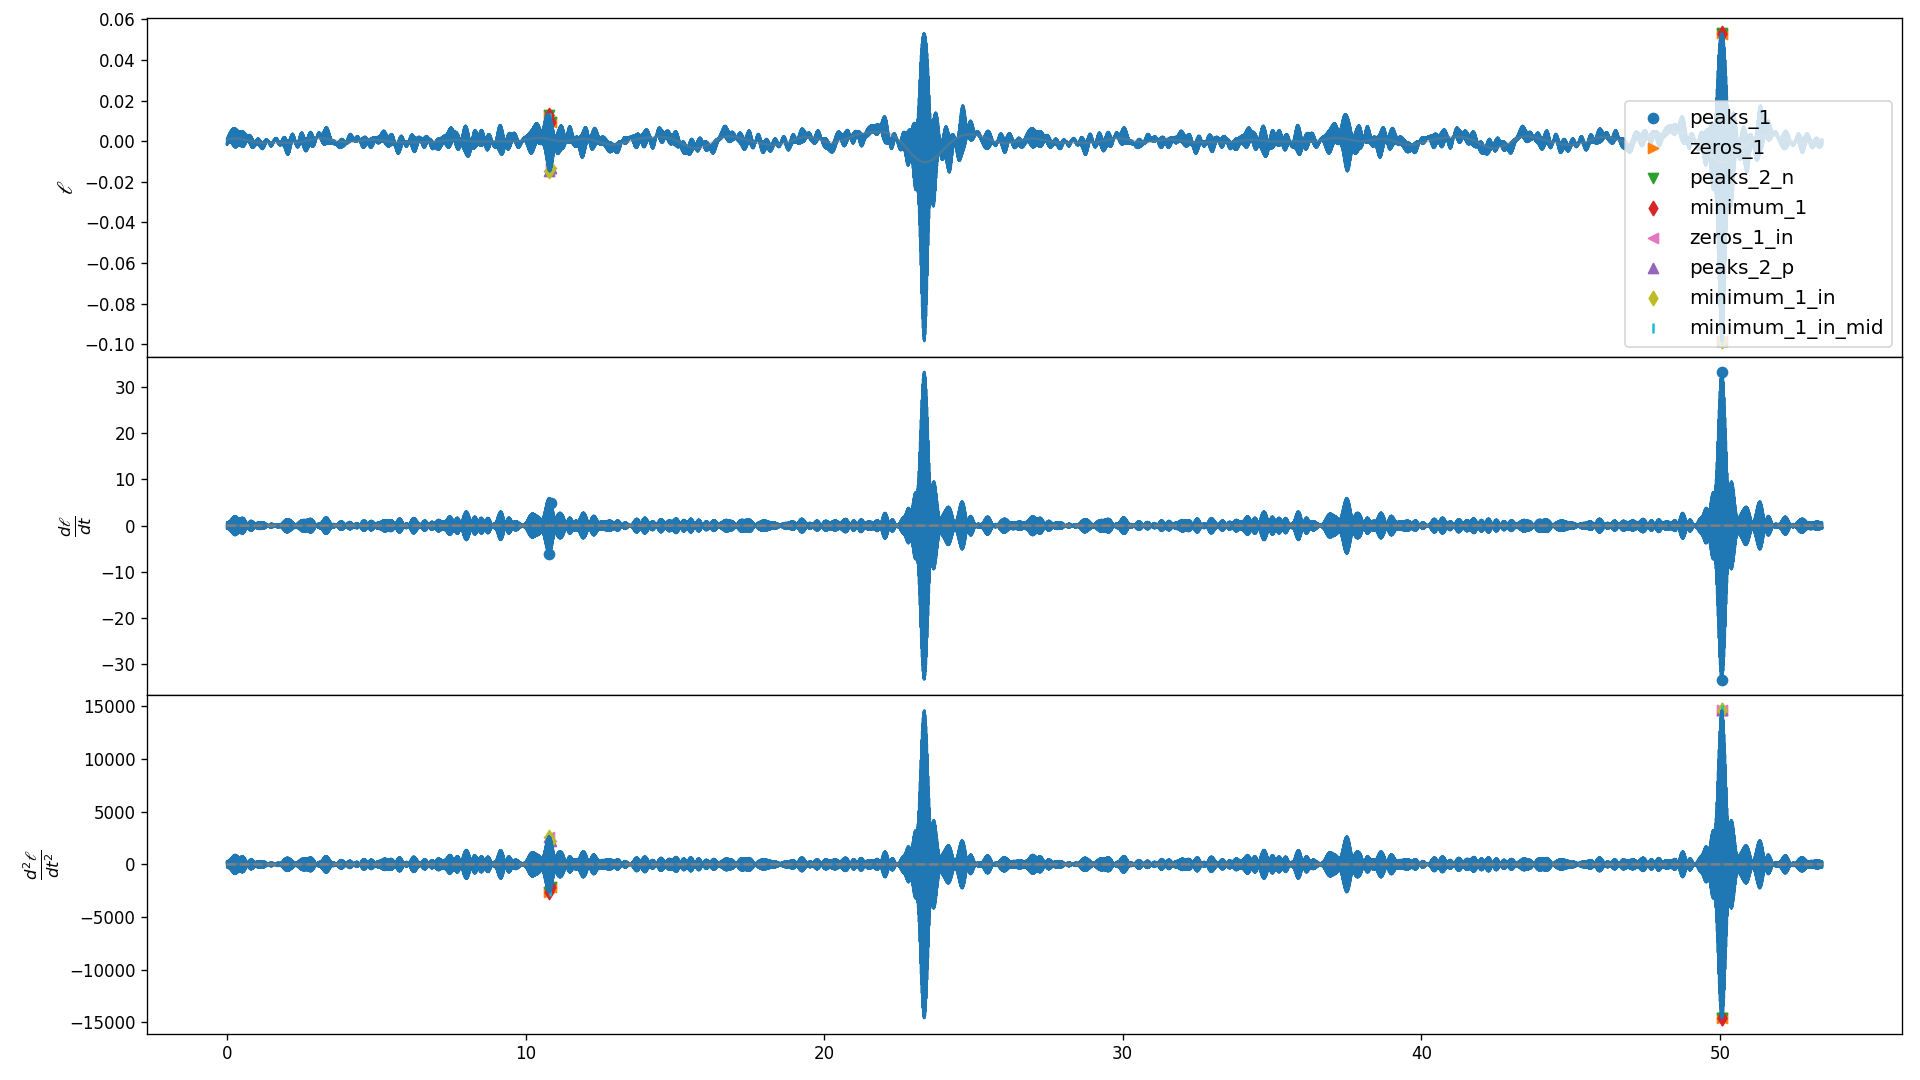 0.06
0.04
0.02
0.00
−0.02
−0.04
−0.06
−0.08
−0.10
ℓ
peaks_1
zeros_1
peaks_2_n
minimum_1
zeros_1_in
peaks_2_p
minimum_1_in
minimum_1_in_mid
30
20
10
0
−10
−20
−30
dℓ
dt
15000
10000
5000
0
−5000
−10000
−15000
d²ℓ
dt²
0 10 20 30 40 50